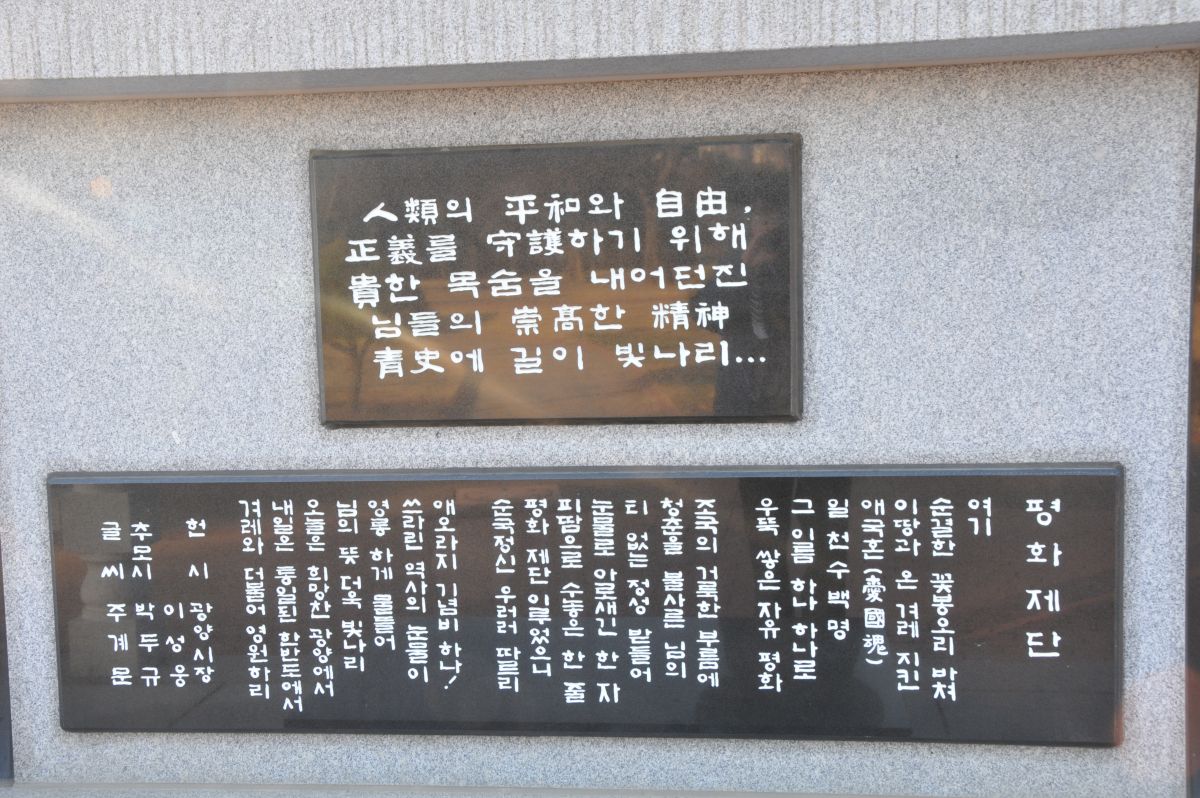 人類의 平和와 自由,
正義를 守護하기 위해
貴한 목숨을 내어던진
님들의 崇高한 精神
靑史에 길이 빛나리...
평화제단
여기
순결한 꽃봉오리 바쳐
이땅과 온 겨레 지킨
애국혼(愛國魂)
일천수백명
그 이름 하나 하나로
우뚝 쌓은 자유 평화
조국의 거룩한 부름에
청춘을 불사른 님의
티 없는 정성 받들어
눈물로 아로새긴 한 자
피땀으로 수놓은 한 줄
평화 제단 이루었으니
순국정신 우러러 따르리
애오라지 기념비 하나!
쓰라린 역사의 눈물이
영롱 하게 물들어
님의 뜻 더욱 빛나리
오늘은 희망찬 광양에서
내일은 통일된 한반도에서
겨레와 더불어 영원하리
헌시 광양시장 이성웅
추모시 박두규
글씨 주계문